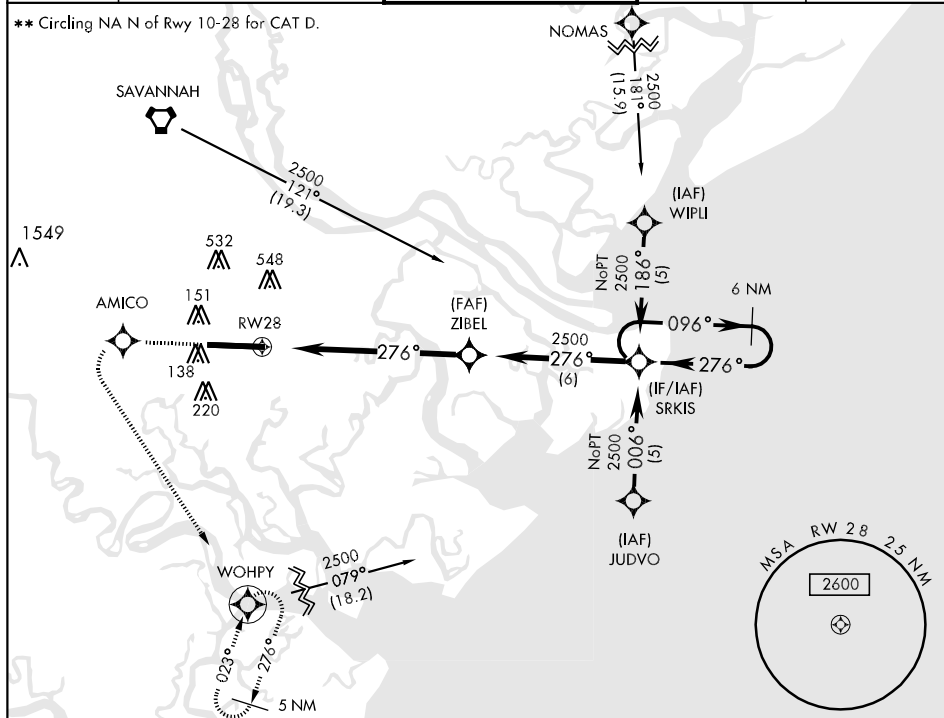 ** Circling NA N of Rwy 10-28 for CAT D.
NOMAS
2500
181°
(15.9)
SAVANNAH
2500
121°
(19.3)
(IAF)
WIPLI
1549
532
548
NoPT
2500
186°
(5)
6 NM
AMICO
151
RW28
(FAF)
ZIBEL
096°
276°
2500
276°
(6)
276°
138
220
(IF/IAF)
SRKIS
NoPT
2500
006°
(5)
(IAF)
JUDVO
WOHPY
2500
079°
(18.2)
MSA RW 28 25 NM
2600
023°
276°
5 NM